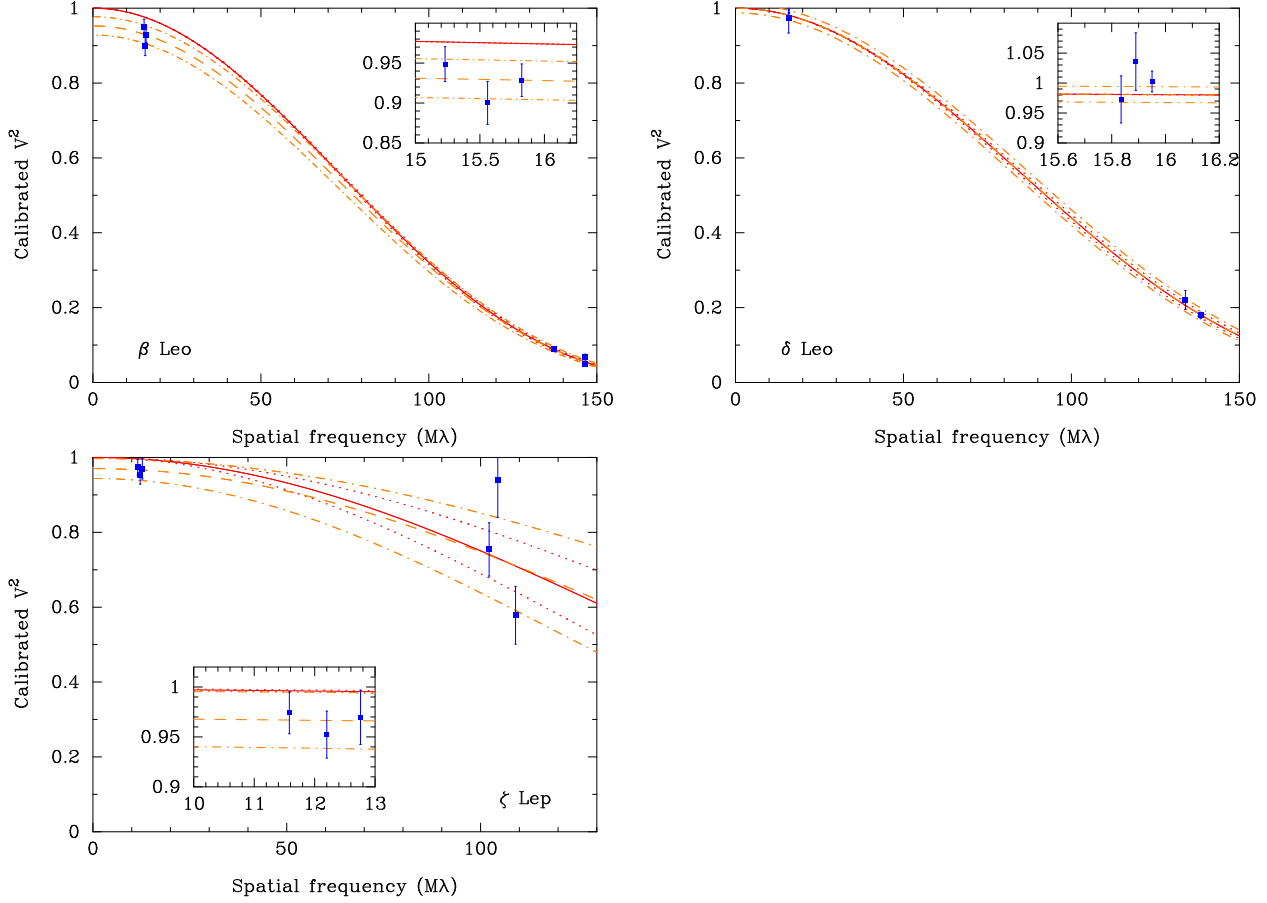 1
0.8
0.6
0.4
0.2
0
0 50 100 150
Calibrated V²
Spatial frequency (Mλ)
β Leo
0.95
0.9
0.85
15 15.5 16
1
0.8
0.6
0.4
0.2
0
0 50 100 150
Calibrated V²
Spatial frequency (Mλ)
δ Leo
1.05
1
0.95
0.9
15.6 15.8 16 16.2
1
0.8
0.6
0.4
0.2
0
0 50 100
Calibrated V²
Spatial frequency (Mλ)
ζ Lep
1
0.95
0.9
10 11 12 13